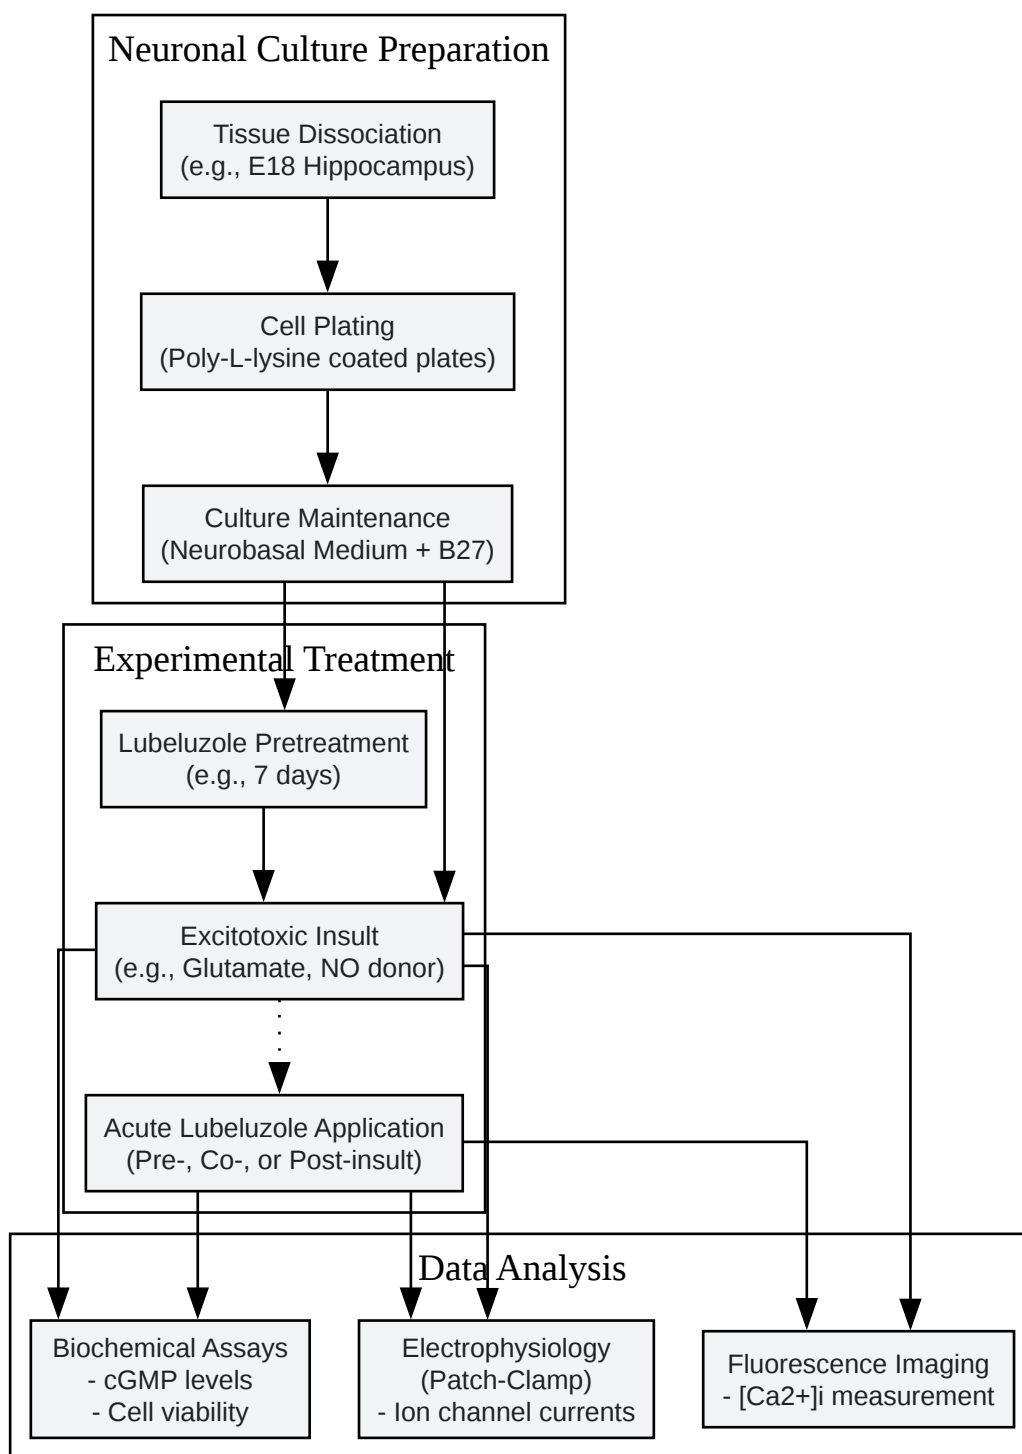 Neuronal Culture Preparation
Tissue Dissociation
(e.g., E18 Hippocampus)
Cell Plating
(Poly-L-lysine coated plates)
Culture Maintenance
(Neurobasal Medium + B27)
Experimental Treatment
Lubeluzole Pretreatment
(e.g., 7 days)
Excitotoxic Insult
(e.g., Glutamate, NO donor)
Acute Lubeluzole Application
(Pre-, Co-, or Post-insult)
Data Analysis
Biochemical Assays
- cGMP levels
- Cell viability
Electrophysiology
(Patch-Clamp)
- Ion channel currents
Fluorescence Imaging
- [Ca2+]i measurement